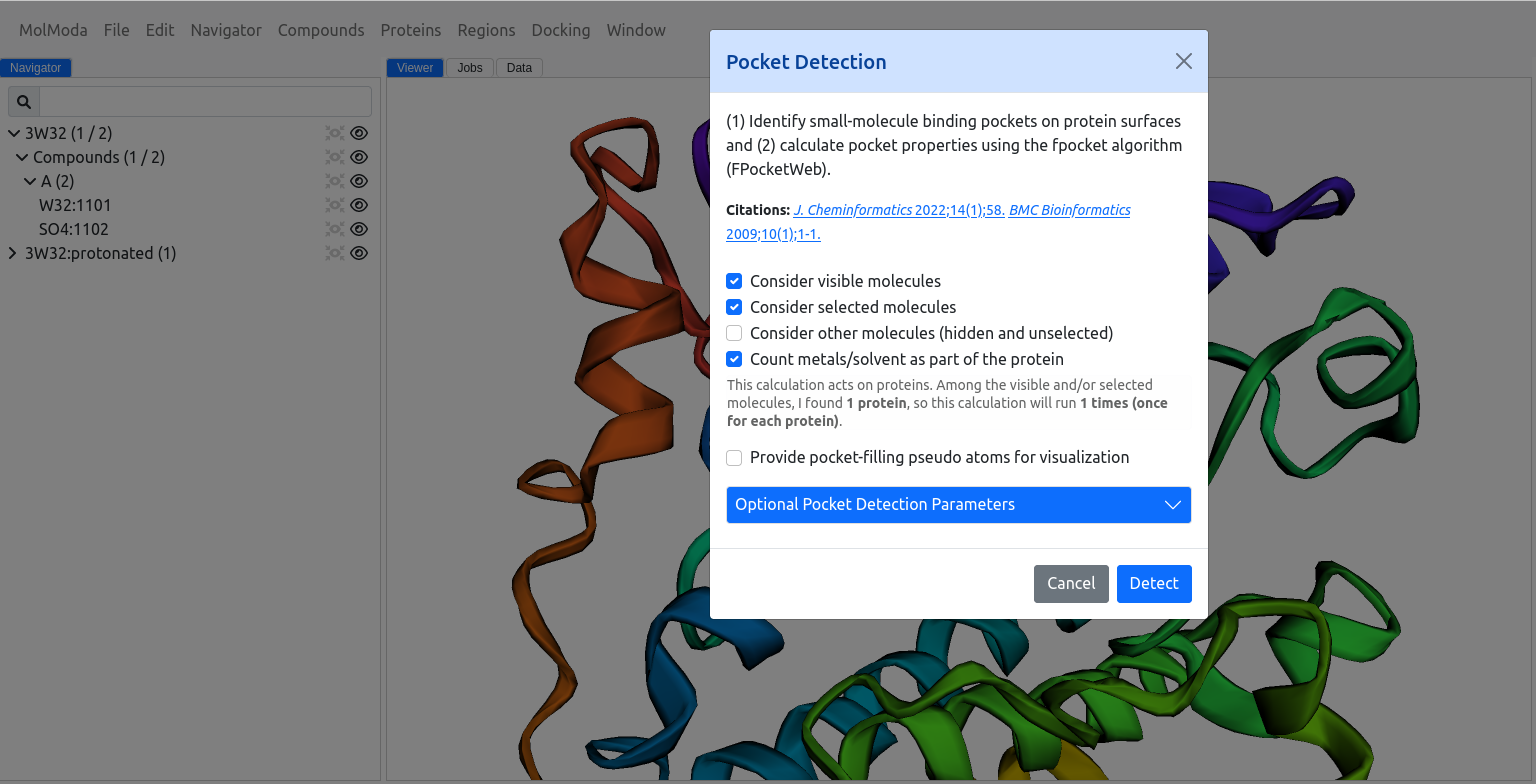 MolModa File Edit Navigator Compounds Proteins Regions Docking Window
Navigator
3W32 (1 / 2)
Compounds (1 / 2)
A (2)
W32:1101
SO4:1102
3W32:protonated (1)
Viewer Jobs Data
Pocket Detection
(1) Identify small-molecule binding pockets on protein surfaces
and (2) calculate pocket properties using the fpocket algorithm
(FPocketWeb).
Citations: J. Cheminformatics 2022;14(1);58. BMC Bioinformatics
2009;10(1);1-1.
Consider visible molecules
Consider selected molecules
Consider other molecules (hidden and unselected)
Count metals/solvent as part of the protein
This calculation acts on proteins. Among the visible and/or selected
molecules, I found 1 protein, so this calculation will run 1 times (once
for each protein).
Provide pocket-filling pseudo atoms for visualization
Optional Pocket Detection Parameters
Cancel Detect